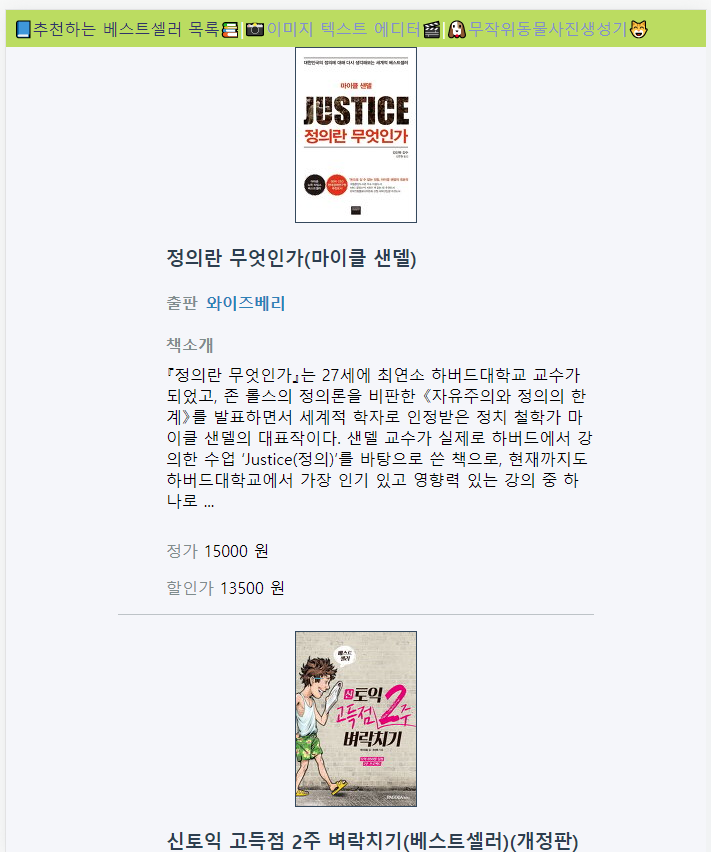 추천하는 베스트셀러 목록 | 이미지 텍스트 에디터 | 무작위동물사진생성기
대한민국의 정의에 대해 다시 생각해보는 세계적 베스트셀러
마이클 샌델
JUSTICE
정의란 무엇인가
정의란 무엇인가(마이클 샌델)
출판 와이즈베리
책소개
『정의란 무엇인가』는 27세에 최연소 하버드대학교 교수가
되었고, 존 롤스의 정의론을 비판한 《자유주의와 정의의 한
계》를 발표하면서 세계적 학자로 인정받은 정치 철학가 마
이클 샌델의 대표작이다. 샌델 교수가 실제로 하버드에서 강
의한 수업 ‘Justice(정의)’를 바탕으로 쓴 책으로, 현재까지도
하버드대학교에서 가장 인기 있고 영향력 있는 강의 중 하
나로 ...
정가 15000 원
할인가 13500 원
베스트
셀러
신토익
고득점 2주
벼락치기
신토익 고득점 2주 벼락치기(베스트셀러)(개정판)